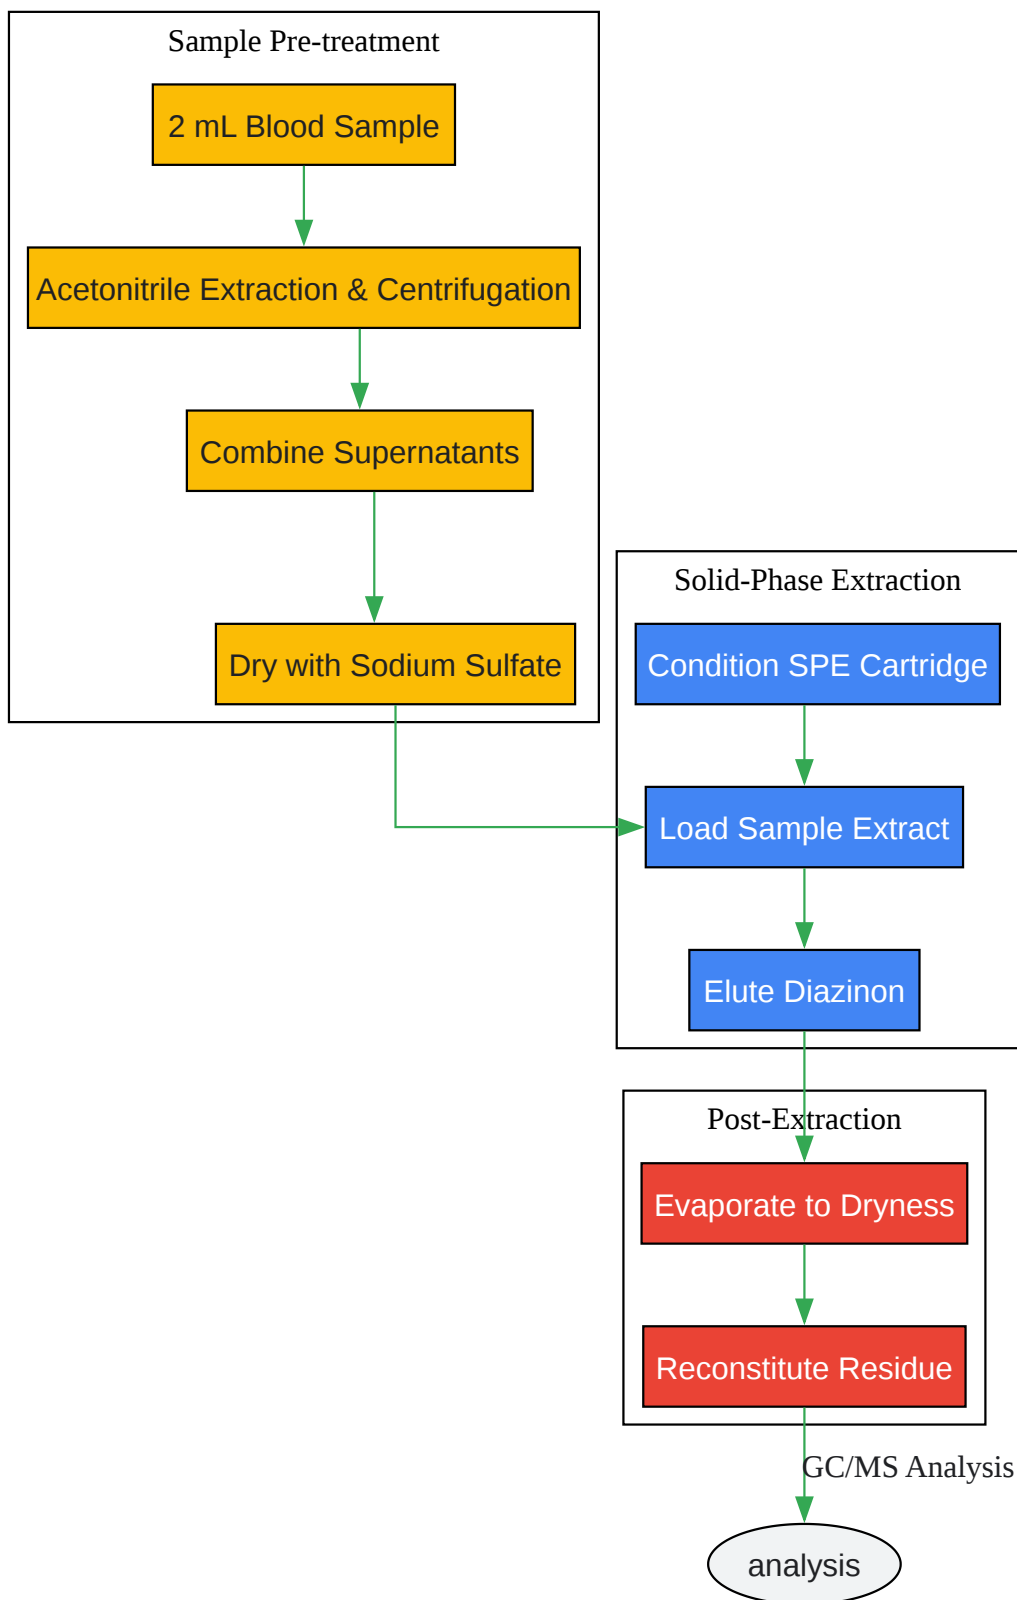 Sample Pre-treatment
2 mL Blood Sample
Acetonitrile Extraction & Centrifugation
Combine Supernatants
Dry with Sodium Sulfate
Solid-Phase Extraction
Condition SPE Cartridge
Load Sample Extract
Elute Diazinon
Post-Extraction
Evaporate to Dryness
Reconstitute Residue
GC/MS Analysis
analysis